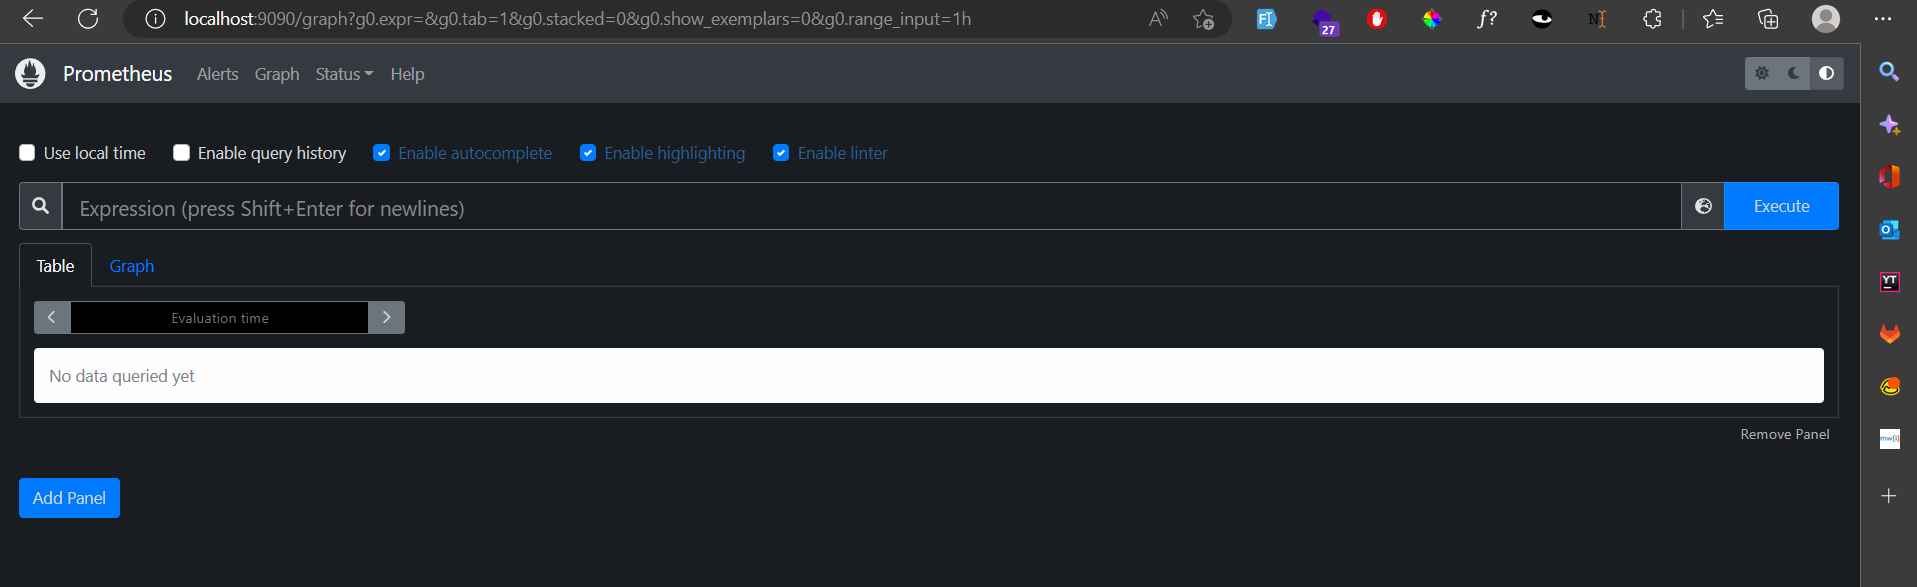 localhost:9090/graph?g0.expr=&g0.tab=1&g0.stacked=0&g0.show_exemplars=0&g0.range_input=1h
27
f?
Prometheus Alerts Graph Status Help
Use local time Enable query history Enable autocomplete Enable highlighting Enable linter
Expression (press Shift+Enter for newlines) Execute
Table Graph
Evaluation time
No data queried yet
Remove Panel
Add Panel
YT
mw[i]